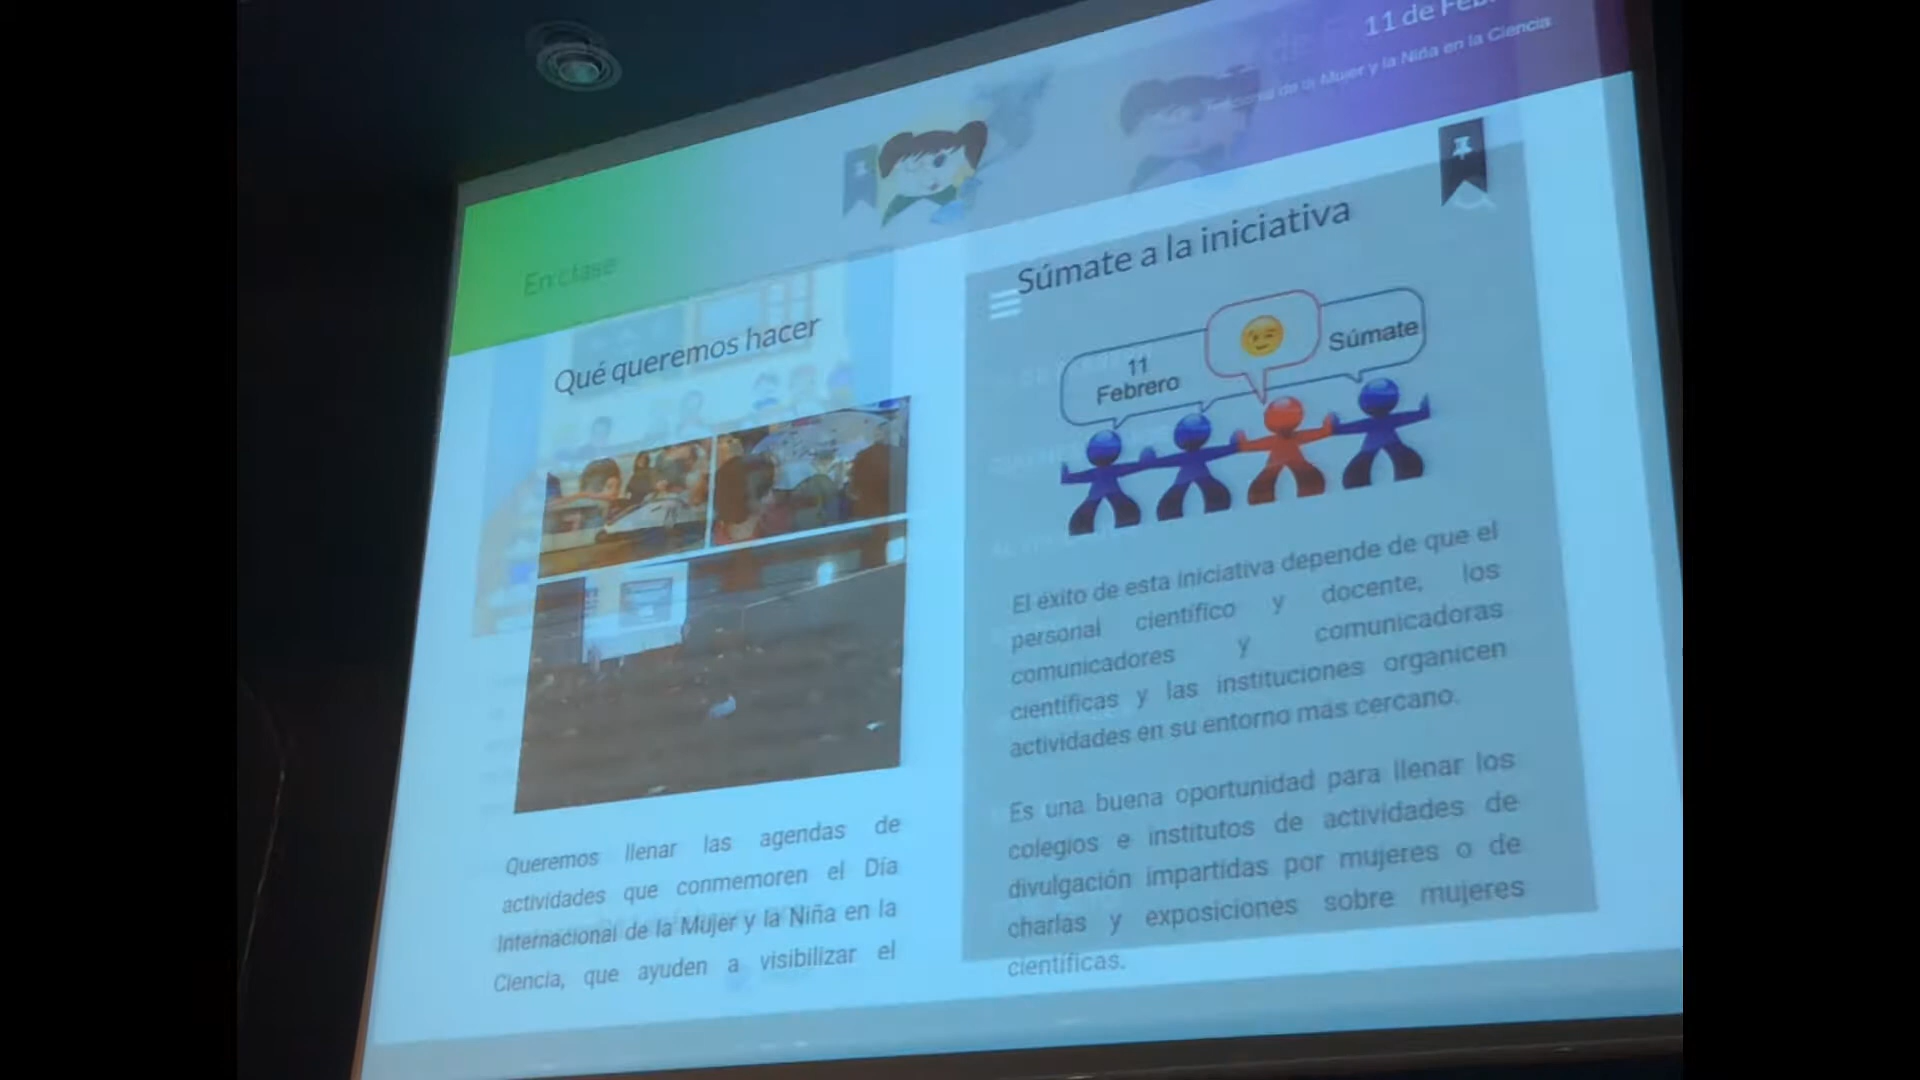 11 de
de la Mujer y la Niña en la Ciencia
En clase
Qué queremos hacer
Queremos llenar las agendas de
actividades que conmemoren el Día
Internacional de la Mujer y la Niña en la
Ciencia, que ayuden a visibilizar el
Súmate a la iniciativa
11
Febrero
Súmate
El éxito de esta iniciativa depende de que el
personal científico y docente, los
comunicadores y comunicadoras
científicas y las instituciones organicen
actividades en su entorno más cercano.
Es una buena oportunidad para llenar los
colegios e institutos de actividades de
divulgación impartidas por mujeres o de
charlas y exposiciones sobre mujeres
científicas.